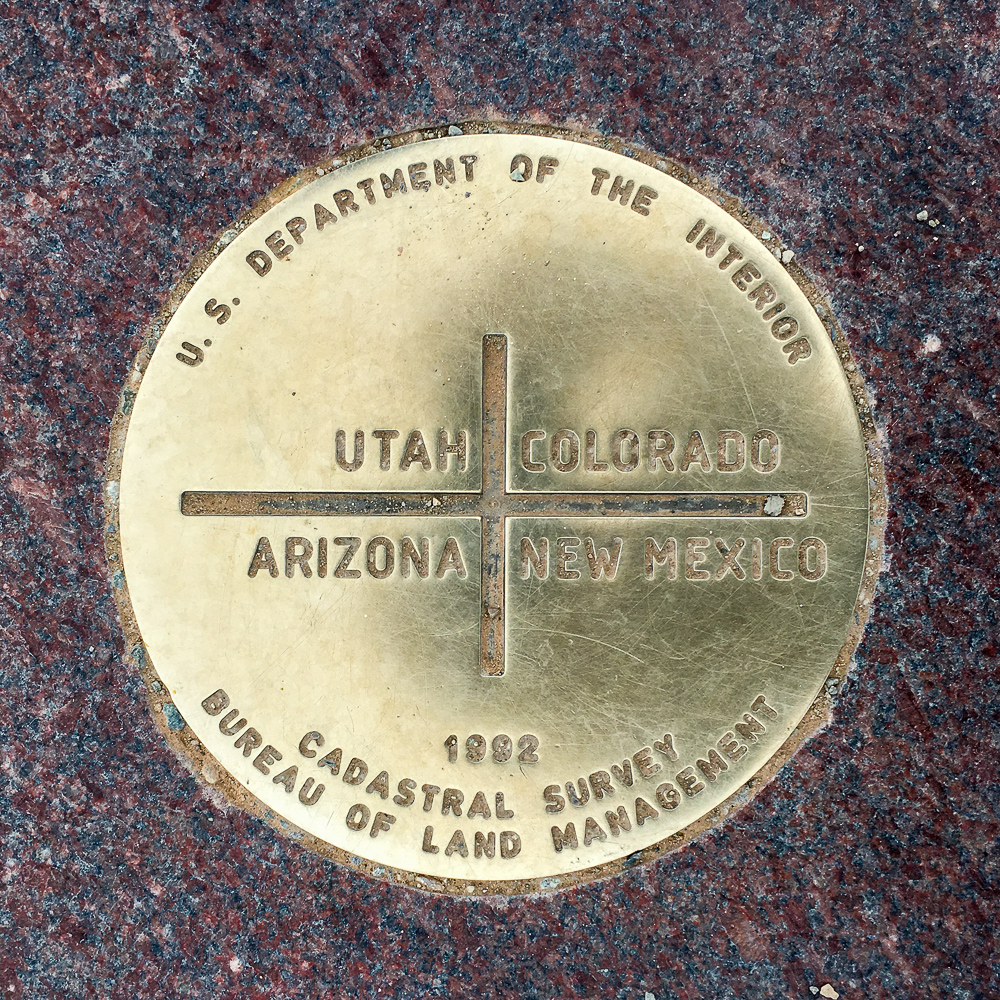 U.S. DEPARTMENT OF THE INTERIOR
UTAH COLORADO
ARIZONA NEW MEXICO
1992
CADASTRAL SURVEY
BUREAU OF LAND MANAGEMENT